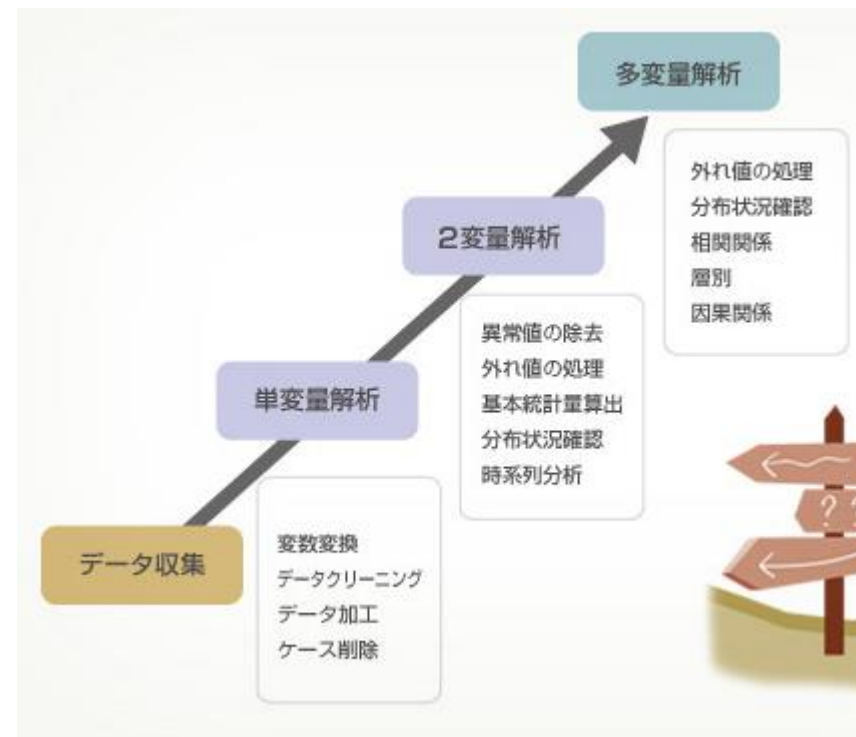 多変量解析
外れ値の処理
分布状況確認
相関関係
層別
因果関係
2変量解析
異常値の除去
外れ値の処理
基本統計量算出
分布状況確認
時系列分析
単変量解析
変数変換
データクリーニング
データ加工
ケース削除
データ収集
??